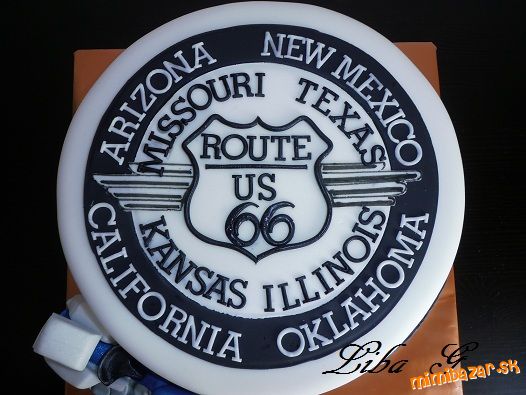 ARIZONA NEW MEXICO
MISSOURI TEXAS
ROUTE
US
66
KANSAS ILLINOIS
CALIFORNIA OKLAHOMA
Liba G
mimibazar.sk